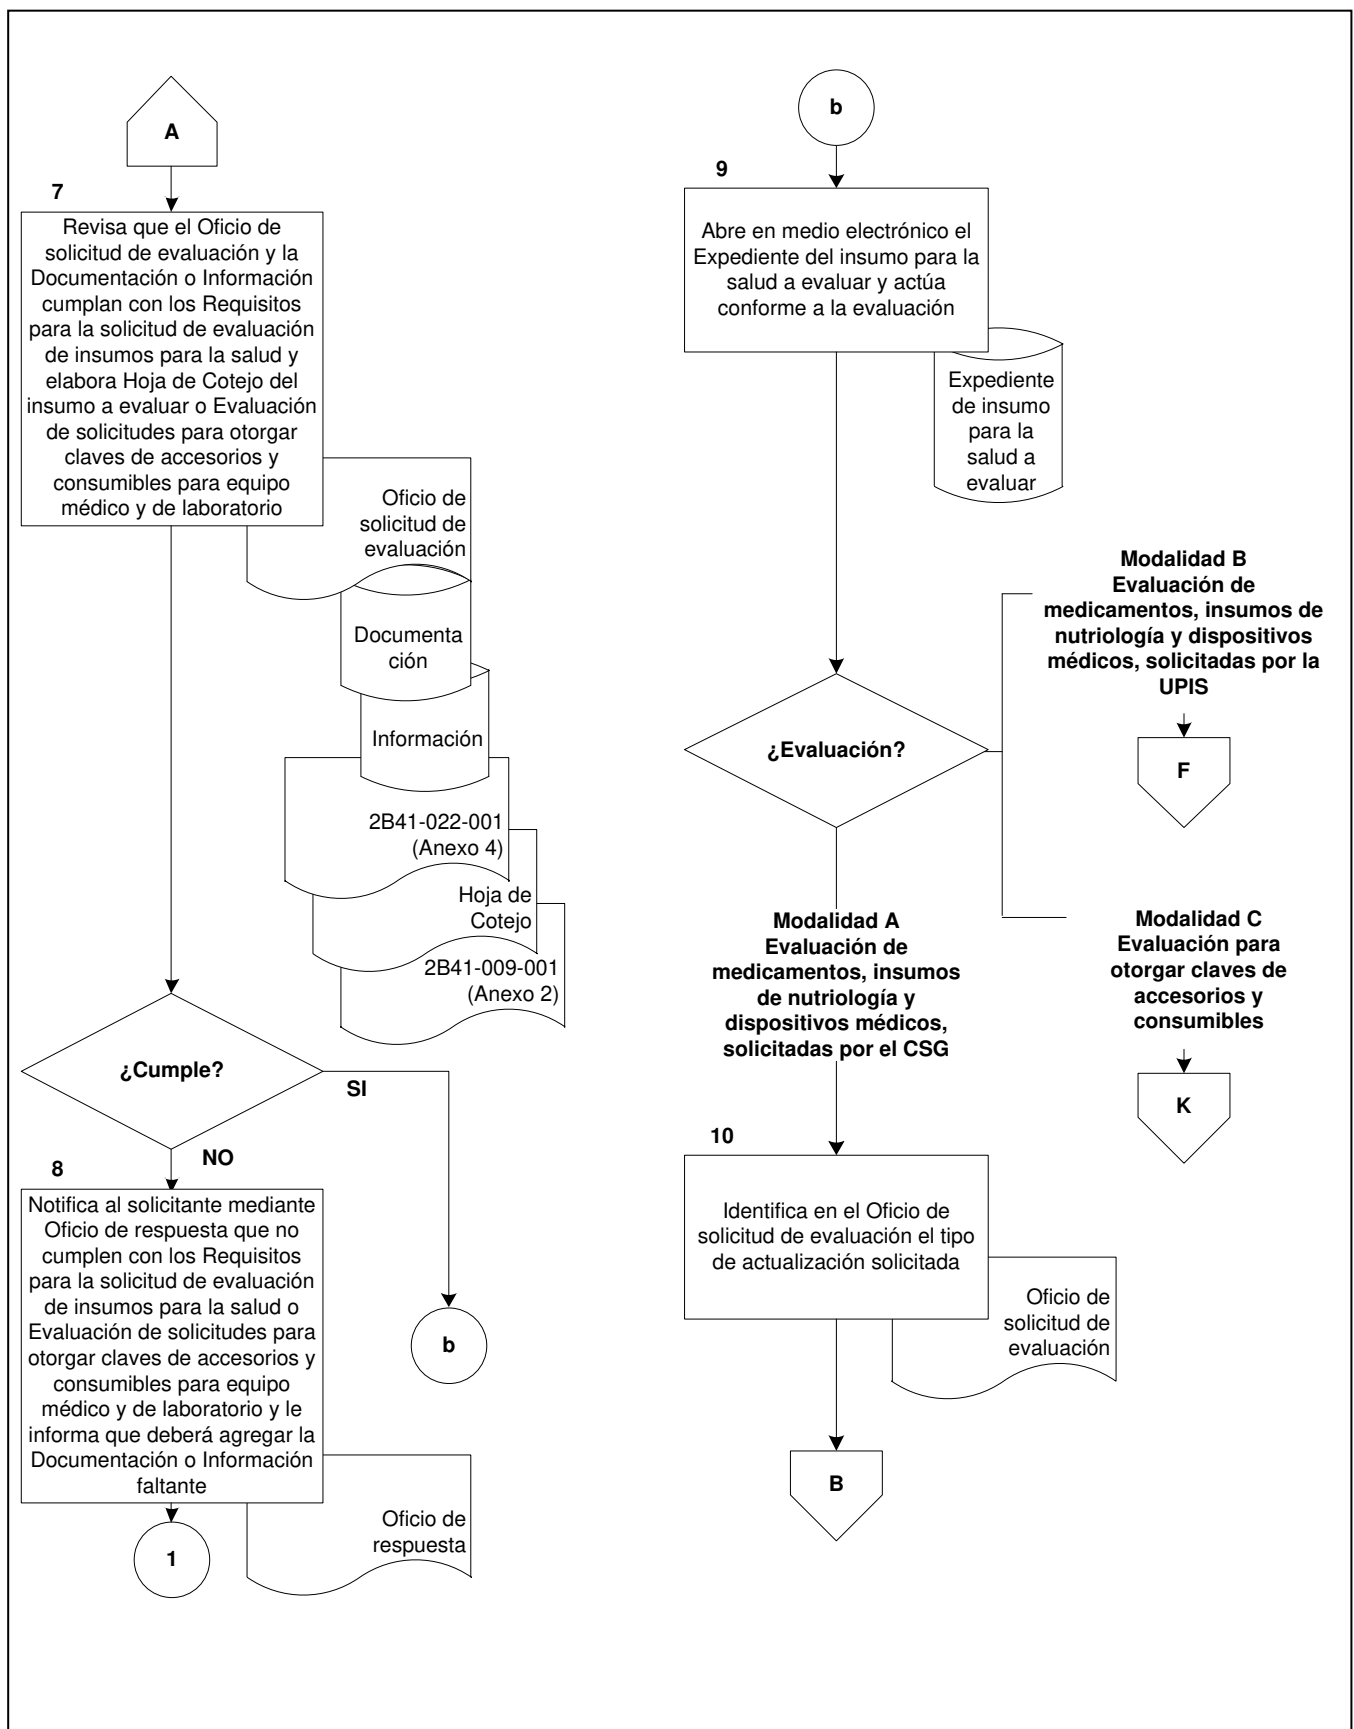 A
7
Revisa que el Oficio de
solicitud de evaluación y la
Documentación o Información
cumplan con los Requisitos
para la solicitud de evaluación
de insumos para la salud y
elabora Hoja de Cotejo del
insumo a evaluar o Evaluación
de solicitudes para otorgar
claves de accesorios y
consumibles para equipo
médico y de laboratorio
Oficio de
solicitud de
evaluación
Documenta
ción
Información
2B41-022-001
(Anexo 4)
Hoja de
Cotejo
2B41-009-001
(Anexo 2)
¿Cumple?
SI
NO
8
Notifica al solicitante mediante
Oficio de respuesta que no
cumplen con los Requisitos
para la solicitud de evaluación
de insumos para la salud o
Evaluación de solicitudes para
otorgar claves de accesorios y
consumibles para equipo
médico y de laboratorio y le
informa que deberá agregar la
Documentación o Información
faltante
Oficio de
respuesta
1
b
b
9
Abre en medio electrónico el
Expediente del insumo para la
salud a evaluar y actúa
conforme a la evaluación
Expediente
de insumo
para la
salud a
evaluar
¿Evaluación?
Modalidad B
Evaluación de
medicamentos, insumos de
nutriología y dispositivos
médicos, solicitadas por la
UPIS
F
Modalidad C
Evaluación para
otorgar claves de
accesorios y
consumibles
K
Modalidad A
Evaluación de
medicamentos, insumos
de nutriología y
dispositivos médicos,
solicitadas por el CSG
10
Identifica en el Oficio de
solicitud de evaluación el tipo
de actualización solicitada
Oficio de
solicitud de
evaluación
B